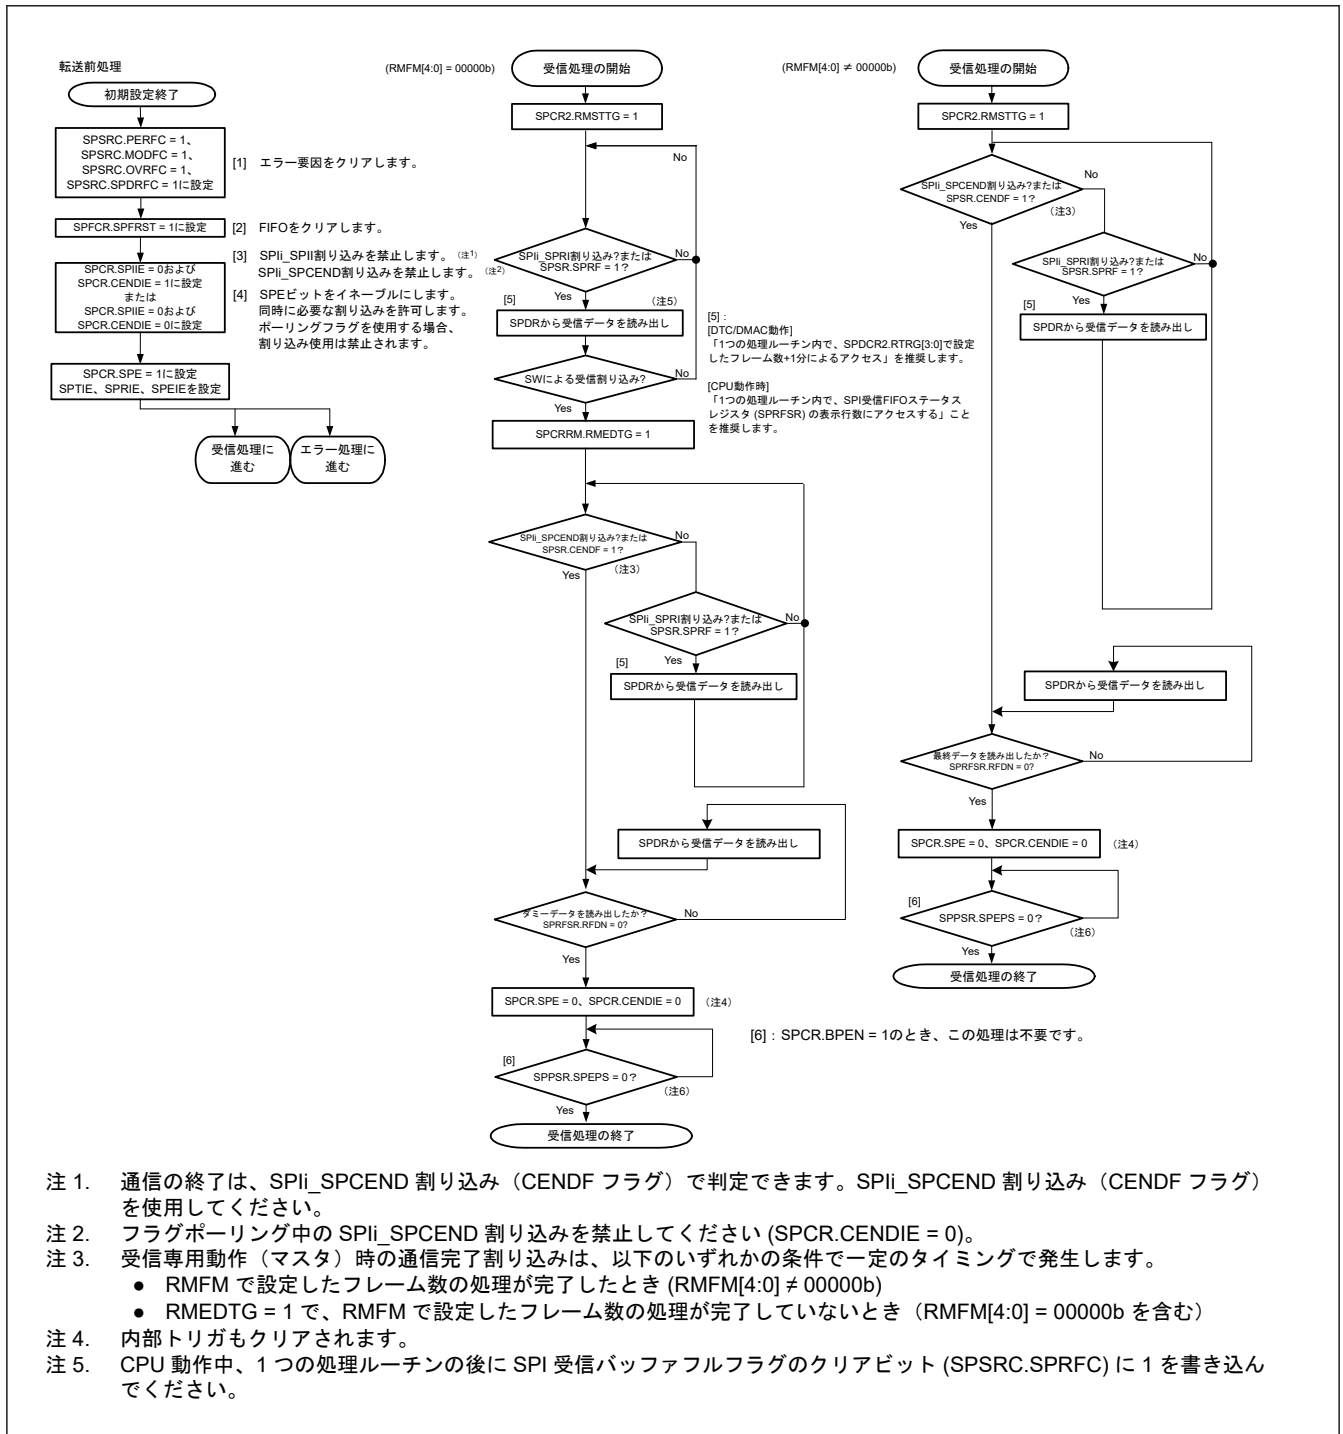 転送前処理
初期設定終了
SPSRC.PERFC = 1、
SPSRC.MODFC = 1、
SPSRC.OVRFC = 1、
SPSRC.SPDRFC = 1に設定
[1] エラー要因をクリアします。
SPFCR.SPFRST = 1に設定
[2] FIFOをクリアします。
SPCR.SPIIE = 0および
SPCR.CENDIE = 1に設定
または
SPCR.SPIIE = 0および
SPCR.CENDIE = 0に設定
[3] SPIi_SPII割り込みを禁止します。（注1）
SPIi_SPCEND割り込みを禁止します。（注2）
[4] SPEビットをイネーブルにします。
同時に必要な割り込みを許可します。
ポーリングフラグを使用する場合、
割り込み使用は禁止されます。
SPCR.SPE = 1に設定
SPTIE、SPRIE、SPEIEを設定
受信処理に
進む
エラー処理に
進む
(RMFM[4:0] = 00000b)
受信処理の開始
SPCR2.RMSTTG = 1
No
SPIi_SPRI割り込み?または
SPSR.SPRF = 1？
No
Yes
[5]
（注5）
SPDRから受信データを読み出し
SWによる受信割り込み?
No
Yes
SPCRRM.RMEDTG = 1
[5]：
[DTC/DMAC動作]
「1つの処理ルーチン内で、SPDCR2.RTRG[3:0]で設定
したフレーム数+1分によるアクセス」を推奨します。
[CPU動作時]
「1つの処理ルーチン内で、SPI受信FIFOステータス
レジスタ (SPRFSR) の表示行数にアクセスする」こと
を推奨します。
SPIi_SPCEND割り込み?または
SPSR.CENDF = 1？
No
（注3）
Yes
SPIi_SPRI割り込み?または
SPSR.SPRF = 1？
No
Yes
[5]
SPDRから受信データを読み出し
SPDRから受信データを読み出し
ダミーデータを読み出したか？
SPRFSR.RFDN = 0?
No
Yes
SPCR.SPE = 0、SPCR.CENDIE = 0
（注4）
[6]
SPPSR.SPEPS = 0？
（注6）
Yes
受信処理の終了
(RMFM[4:0] ≠ 00000b)
受信処理の開始
SPCR2.RMSTTG = 1
SPIi_SPCEND割り込み?または
SPSR.CENDF = 1？
No
（注3）
Yes
SPIi_SPRI割り込み?または
SPSR.SPRF = 1？
No
Yes
[5]
SPDRから受信データを読み出し
SPDRから受信データを読み出し
最終データを読み出したか？
SPRFSR.RFDN = 0?
No
Yes
SPCR.SPE = 0、SPCR.CENDIE = 0
（注4）
[6]
SPPSR.SPEPS = 0？
（注6）
Yes
受信処理の終了
[6]：SPCR.BPEN = 1のとき、この処理は不要です。
注 1. 通信の終了は、SPIi_SPCEND 割り込み（CENDF フラグ）で判定できます。SPIi_SPCEND 割り込み（CENDF フラグ）
を使用してください。
注 2. フラグポーリング中の SPIi_SPCEND 割り込みを禁止してください (SPCR.CENDIE = 0)。
注 3. 受信専用動作（マスタ）時の通信完了割り込みは、以下のいずれかの条件で一定のタイミングで発生します。
● RMFM で設定したフレーム数の処理が完了したとき (RMFM[4:0] ≠ 00000b)
● RMEDTG = 1 で、RMFM で設定したフレーム数の処理が完了していないとき（RMFM[4:0] = 00000b を含む）
注 4. 内部トリガもクリアされます。
注 5. CPU 動作中、1 つの処理ルーチンの後に SPI 受信バッファフルフラグのクリアビット (SPSRC.SPRFC) に 1 を書き込ん
でください。